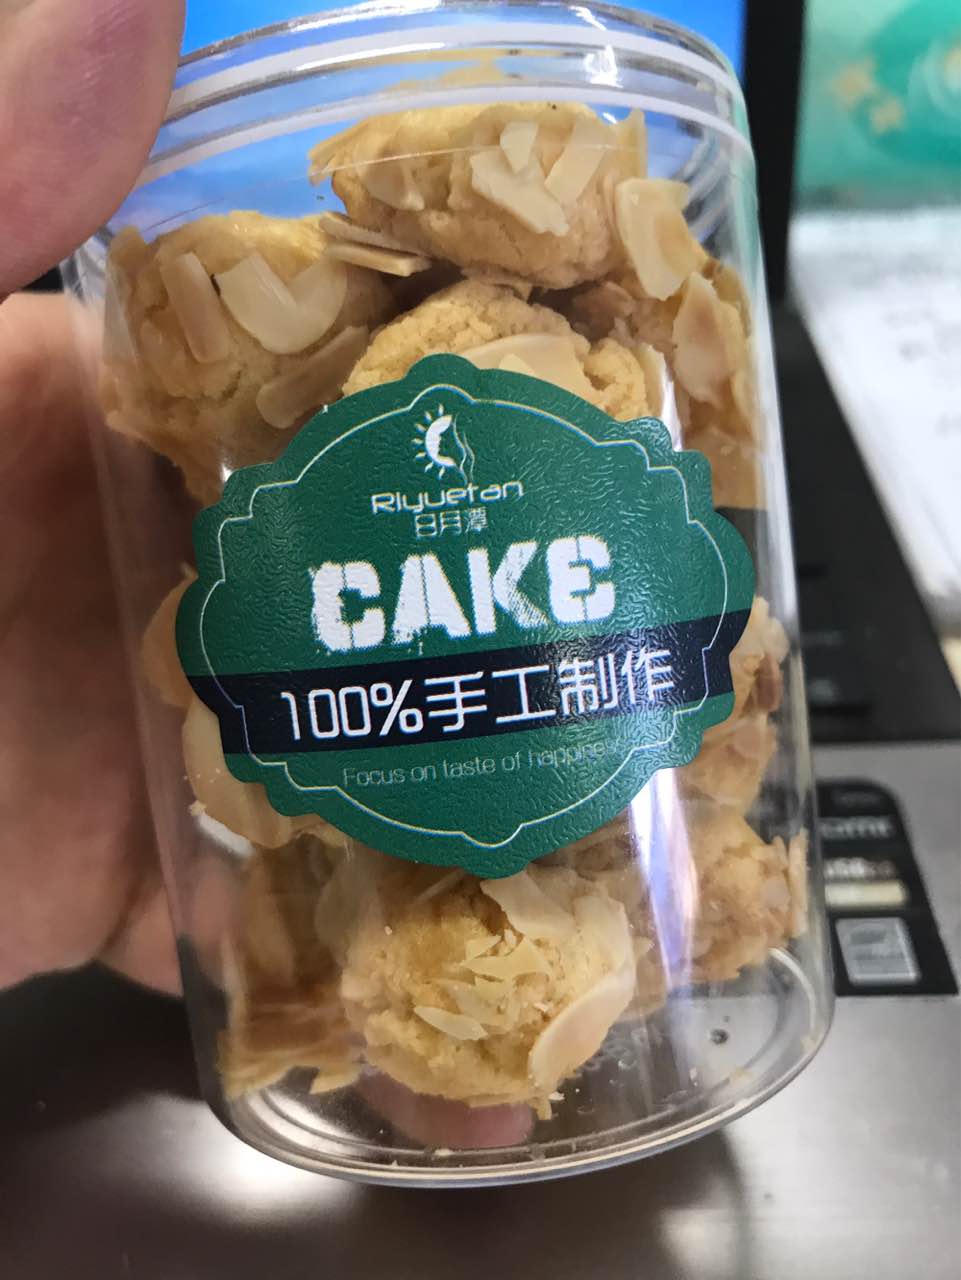 RIyuetan
日月潭
CAKE
100%手工制作
Focus on taste of happiness